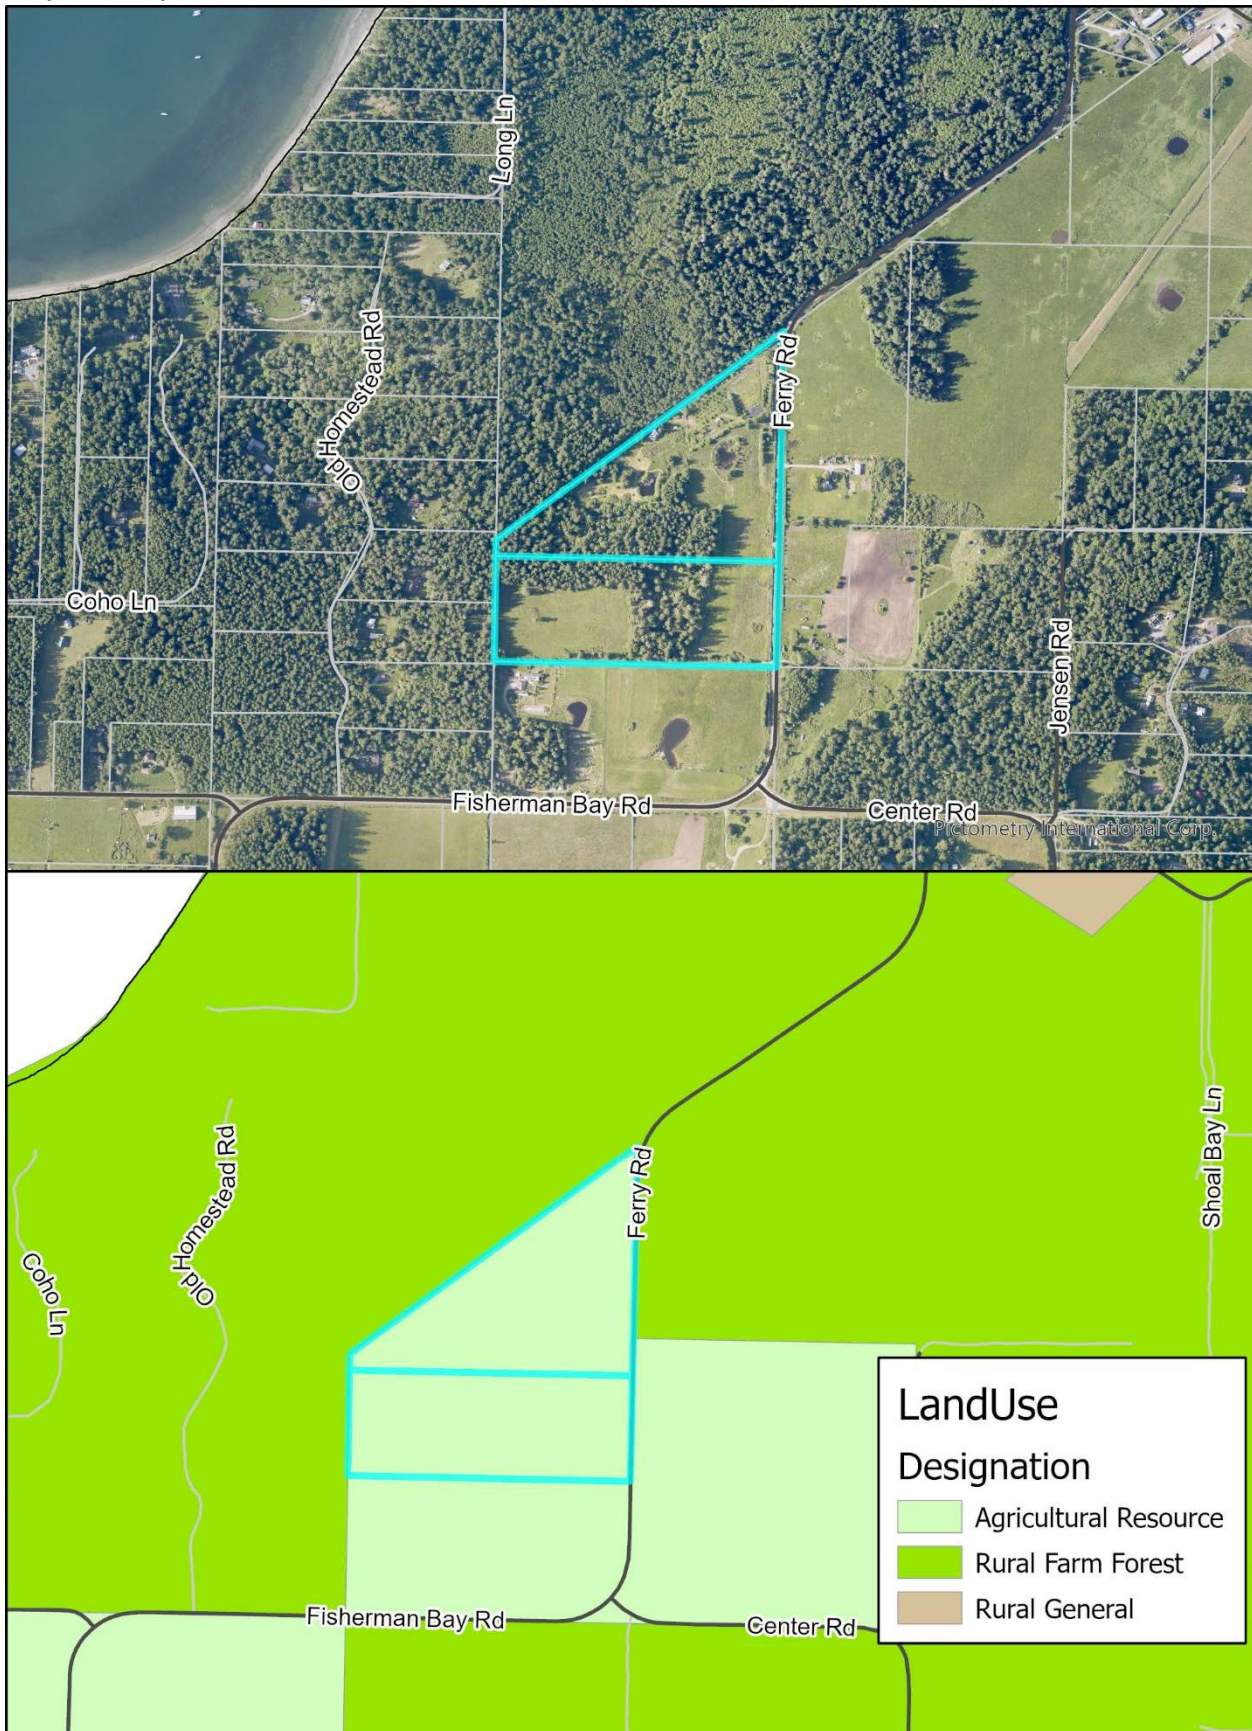 Long Ln
Old Homestead Rd
Ferry Rd
Coho Ln
Jensen Rd
Fisherman Bay Rd
Center Rd
Pictometry International Corp.
Ferry Rd
Old Homestead Rd
Shoal Bay Ln
Coho Ln
LandUse
Designation
Agricultural Resource
Rural Farm Forest
Rural General
Fisherman Bay Rd
Center Rd